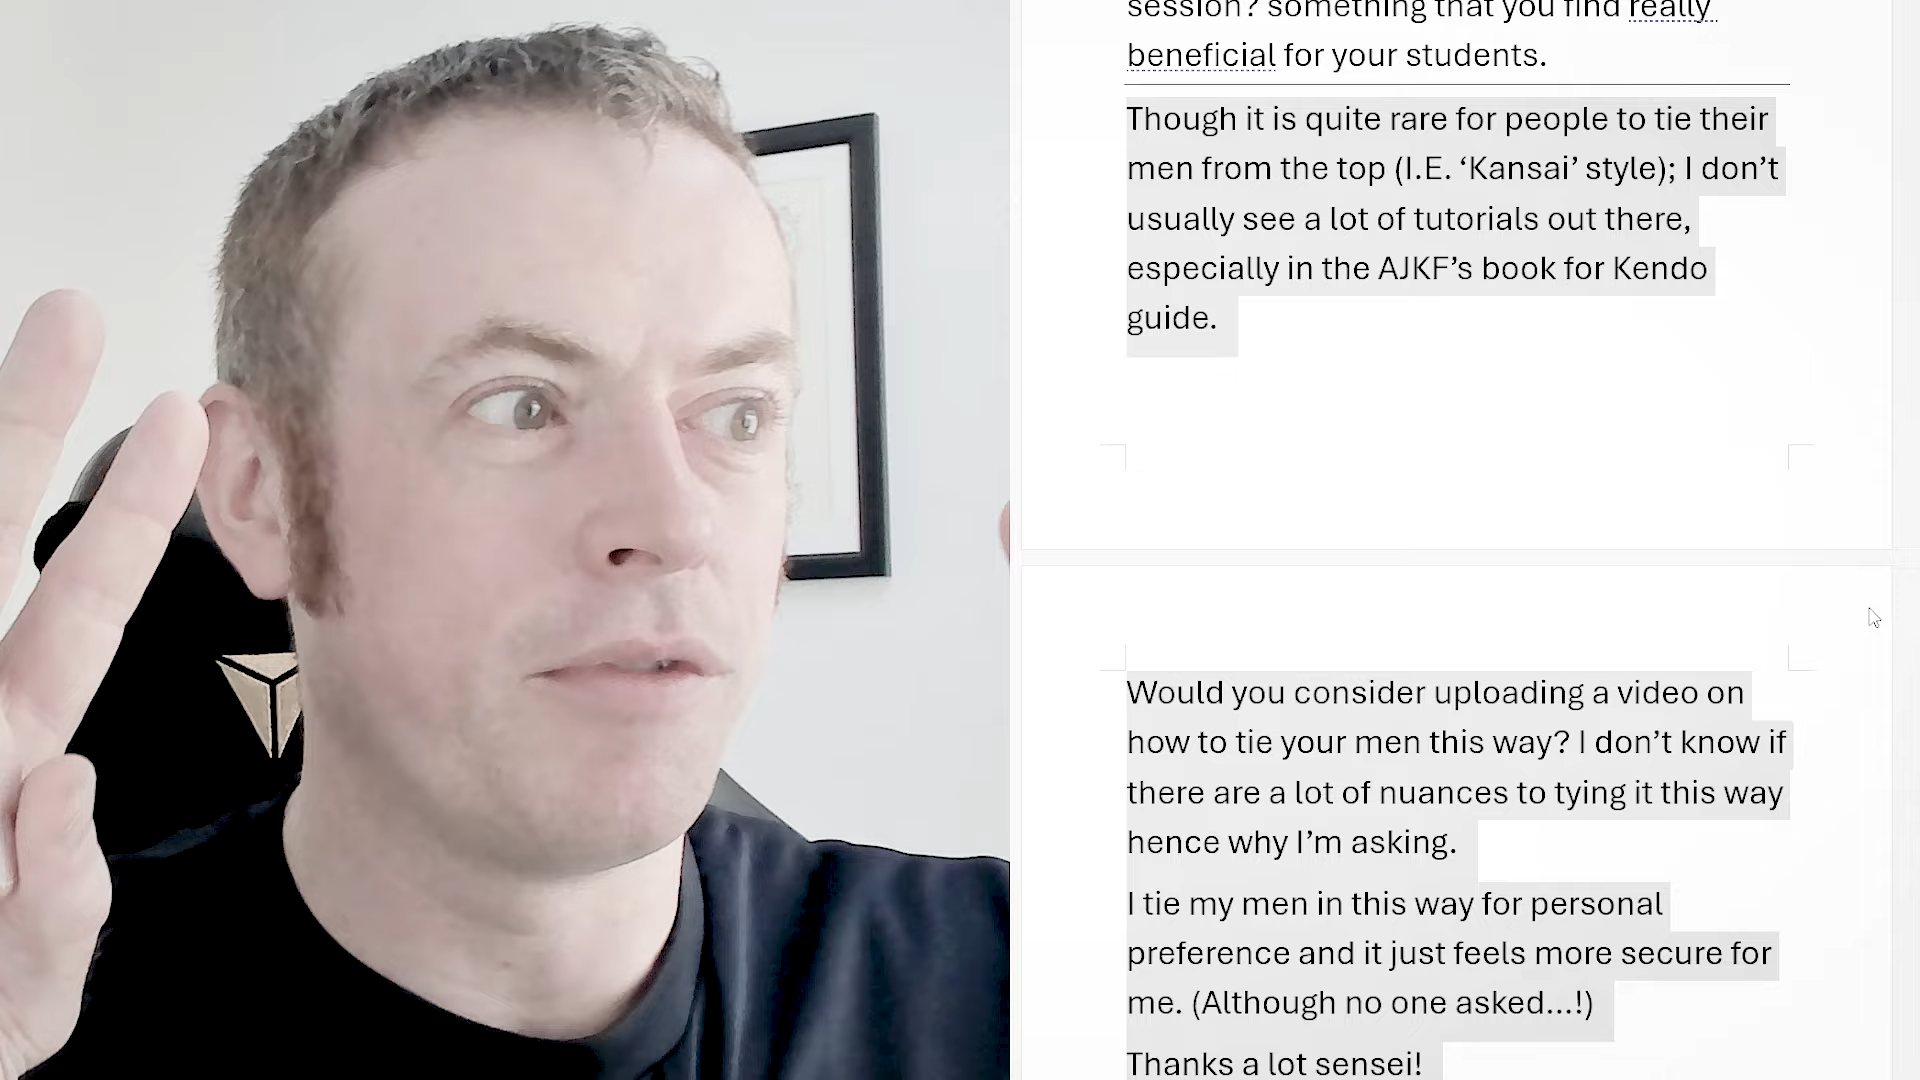 session? something that you find really
beneficial for your students.
Though it is quite rare for people to tie their
men from the top (I.E. ‘Kansai’ style); I don’t
usually see a lot of tutorials out there,
especially in the AJKF’s book for Kendo
guide.
Would you consider uploading a video on
how to tie your men this way? I don’t know if
there are a lot of nuances to tying it this way
hence why I’m asking.
I tie my men in this way for personal
preference and it just feels more secure for
me. (Although no one asked...!)
Thanks a lot sensei!